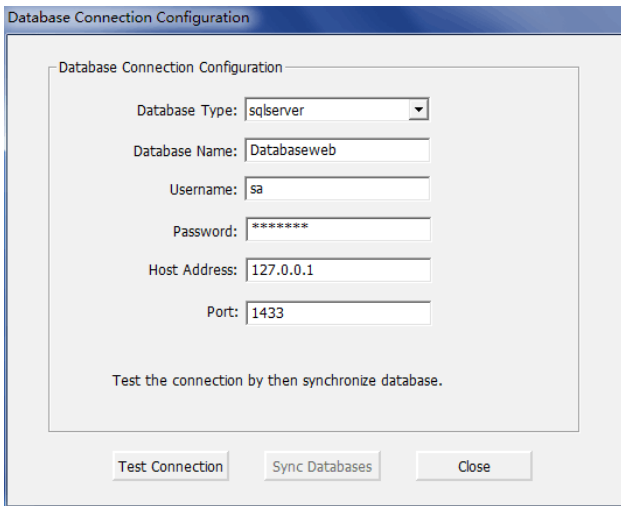 Database Connection Configuration
Database Connection Configuration
Database Type: sqlserver
Database Name: Databaseweb
Username: sa
Password: *******
Host Address: 127.0.0.1
Port: 1433
Test the connection by then synchronize database.
Test Connection Sync Databases Close